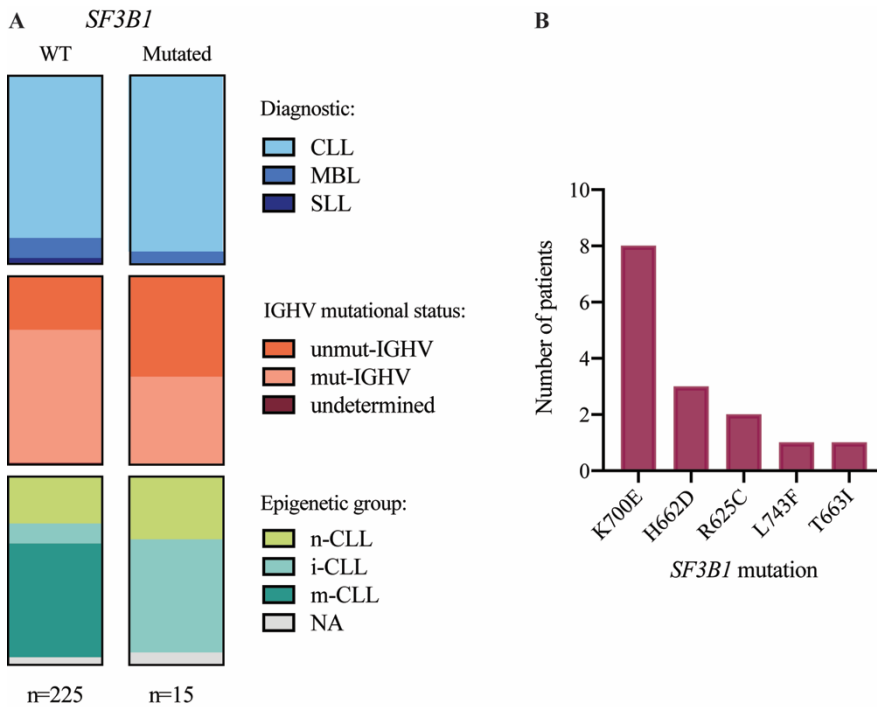 A
SF3B1
WT Mutated
Diagnostic:
CLL
MBL
SLL
IGHV mutational status:
unmut-IGHV
mut-IGHV
undetermined
Epigenetic group:
n-CLL
i-CLL
m-CLL
NA
n=225 n=15
B
Number of patients
10
8
6
4
2
0
K700E H662D R625C L743F T663I
SF3B1 mutation